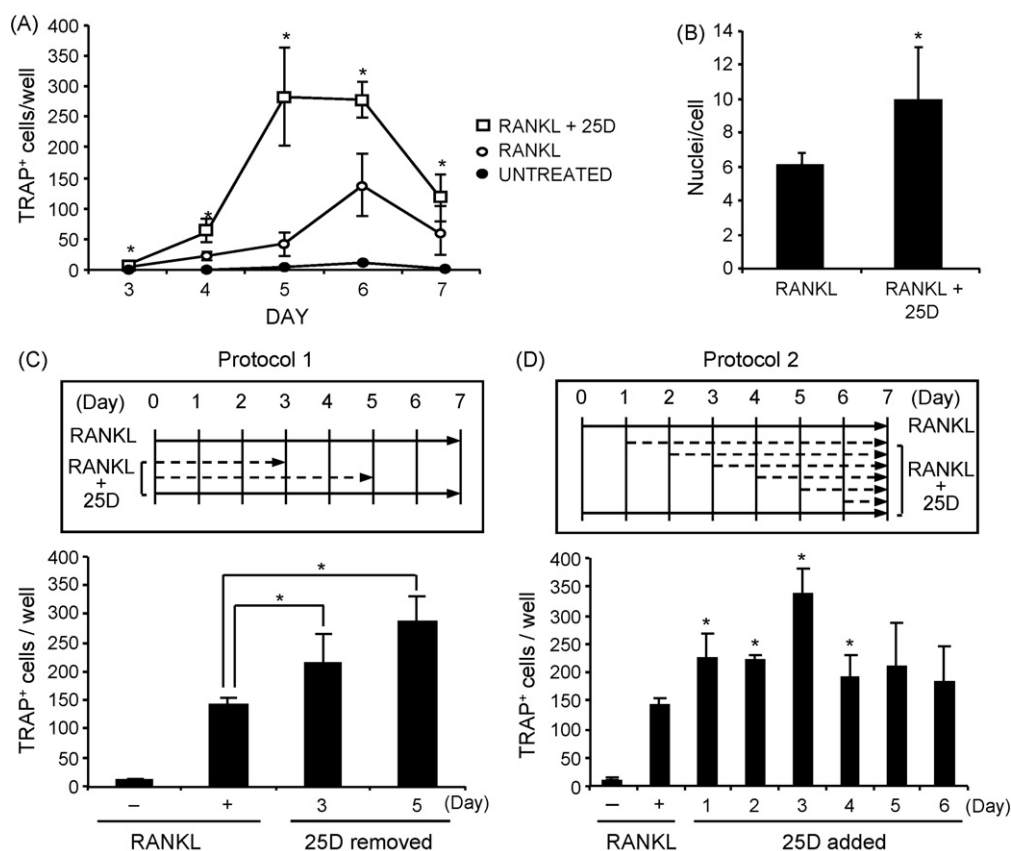 (A)
TRAP⁺ cells/well
400
350
300
250
200
150
100
50
0
* * * * *
3 4 5 6 7
DAY
RANKL + 25D
RANKL
UNTREATED
(B)
Nuclei/cell
14
12
10
8
6
4
2
0
*
RANKL
RANKL +
25D
(C)
Protocol 1
(Day) 0 1 2 3 4 5 6 7
RANKL
RANKL
+
25D
TRAP⁺ cells / well
400
350
300
250
200
150
100
50
0
*
*
– + 3 5 (Day)
RANKL 25D removed
(D)
Protocol 2
(Day) 0 1 2 3 4 5 6 7
RANKL
RANKL
+
25D
TRAP⁺ cells / well
400
350
300
250
200
150
100
50
0
* * * *
– + 1 2 3 4 5 6 (Day)
RANKL 25D added